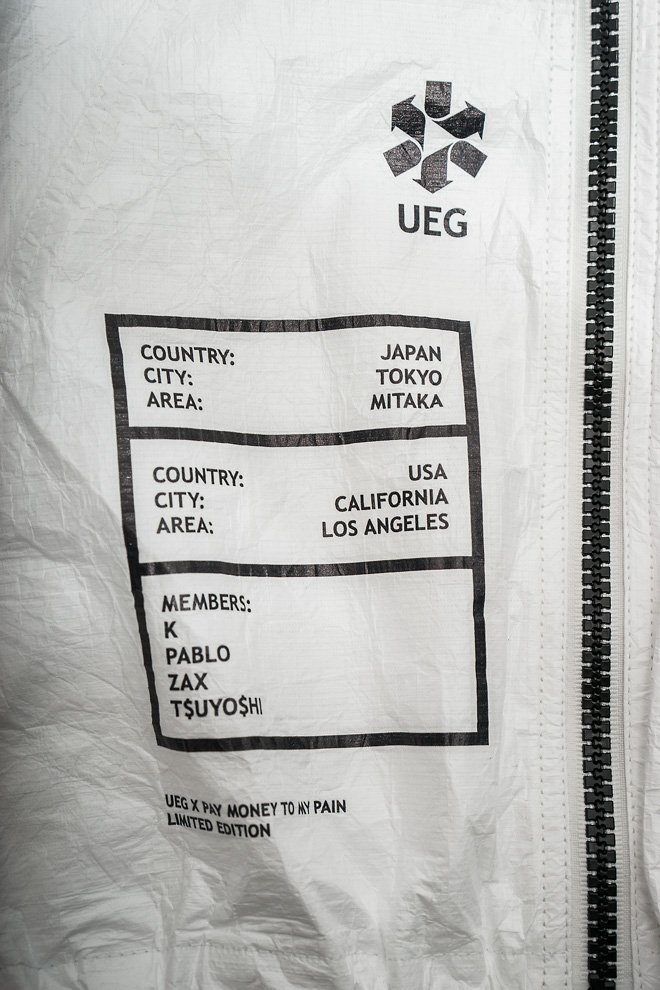 UEG
COUNTRY: JAPAN
CITY: TOKYO
AREA: MITAKA
COUNTRY: USA
CITY: CALIFORNIA
AREA: LOS ANGELES
MEMBERS:
K
PABLO
ZAX
T$UYO$HI
UEG X PAY MONEY TO MY PAIN
LIMITED EDITION